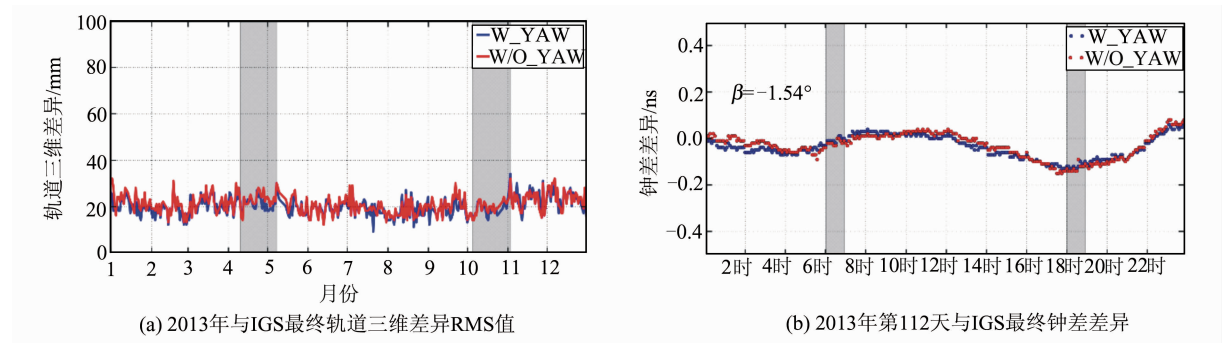 100
80
60
40
20
0
轨道三维差异/mm
W_YAW
W/O_YAW
1 2 3 4 5 6 7 8 9 10 11 12
月份
(a) 2013年与IGS最终轨道三维差异RMS值
0.4
0.2
0.0
−0.2
−0.4
钟差差异/ns
W_YAW
W/O_YAW
β=−1.54°
2时 4时 6时 8时 10时 12时 14时 16时 18时 20时 22时
(b) 2013年第112天与IGS最终钟差差异